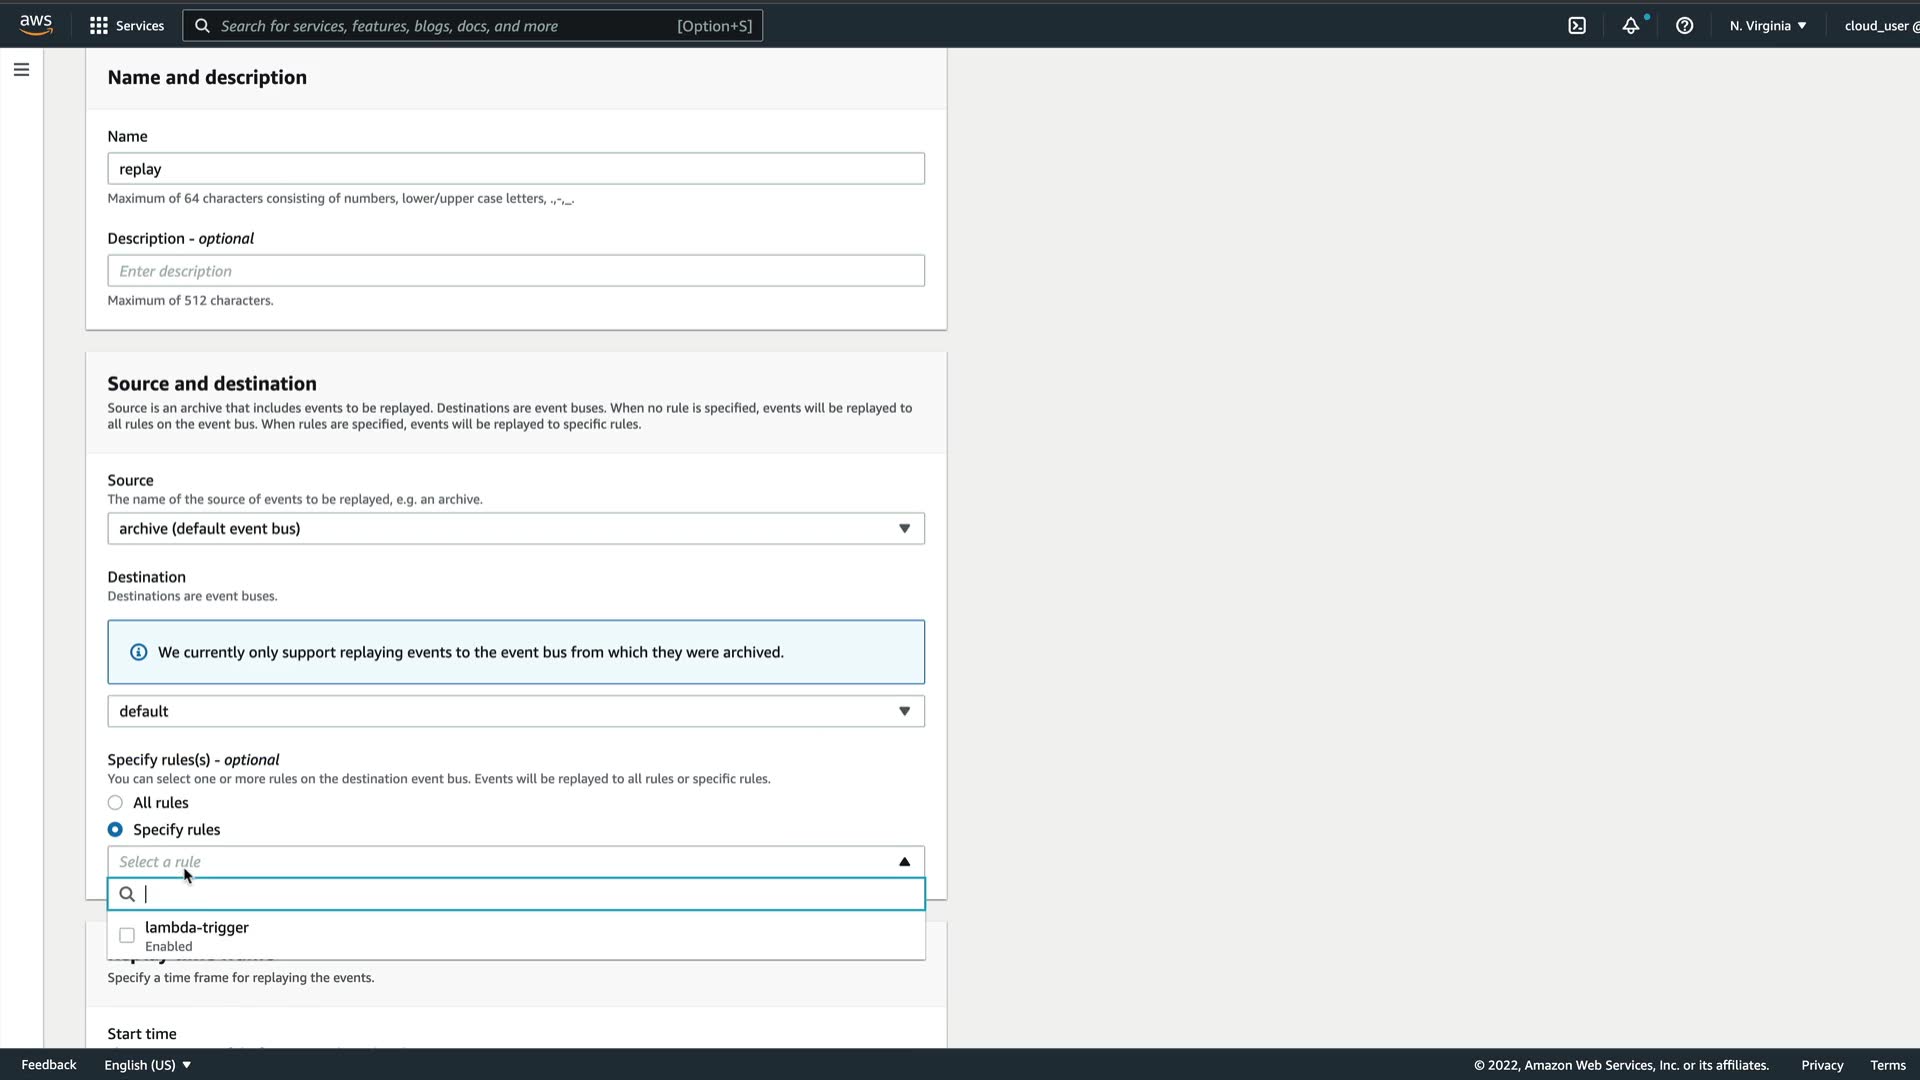 aws
Services
Search for services, features, blogs, docs, and more
[Option+S]
N. Virginia
cloud_user @
Name and description
Name
replay
Maximum of 64 characters consisting of numbers, lower/upper case letters, .,-,_.
Description - optional
Enter description
Maximum of 512 characters.
Source and destination
Source is an archive that includes events to be replayed. Destinations are event buses. When no rule is specified, events will be replayed to
all rules on the event bus. When rules are specified, events will be replayed to specific rules.
Source
The name of the source of events to be replayed, e.g. an archive.
archive (default event bus)
Destination
Destinations are event buses.
We currently only support replaying events to the event bus from which they were archived.
default
Specify rules(s) - optional
You can select one or more rules on the destination event bus. Events will be replayed to all rules or specific rules.
All rules
Specify rules
Select a rule
lambda-trigger
Enabled
Specify a time frame for replaying the events.
Start time
Feedback
English (US)
© 2022, Amazon Web Services, Inc. or its affiliates.
Privacy
Terms